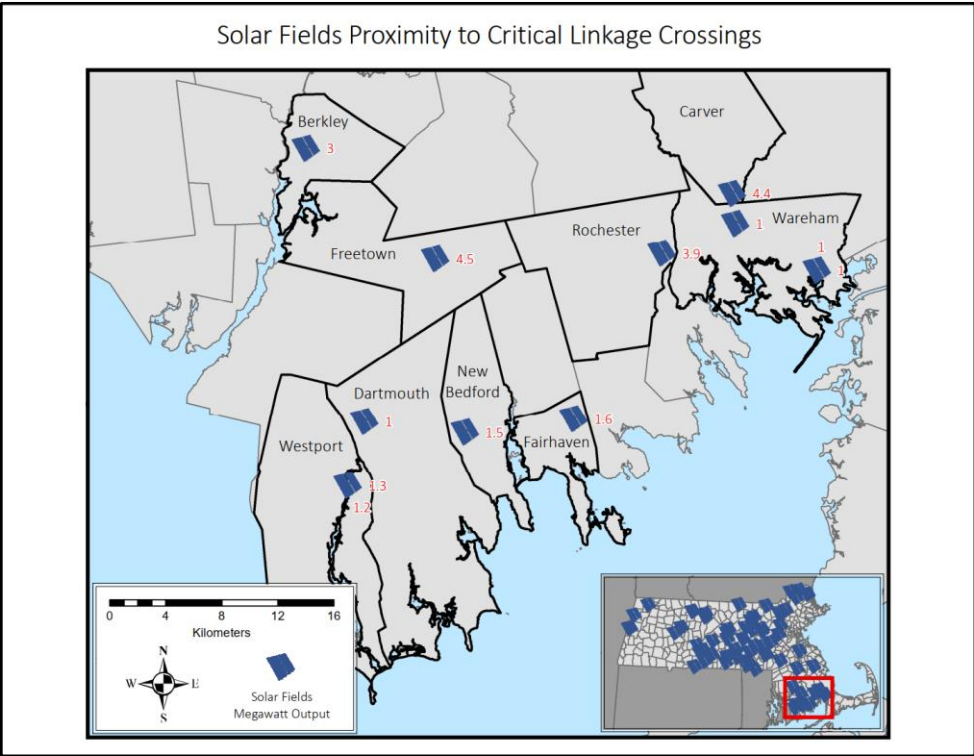 Solar Fields Proximity to Critical Linkage Crossings
Carver
Berkley
3
4.4
Wareham
1
Rochester
3.9
1
1
Freetown
4.5
New
Bedford
Dartmouth
1
1.5
1.6
Fairhaven
Westport
1.3
1.2
0 4 8 12 16
Kilometers
N
W E
S
Solar Fields
Megawatt Output